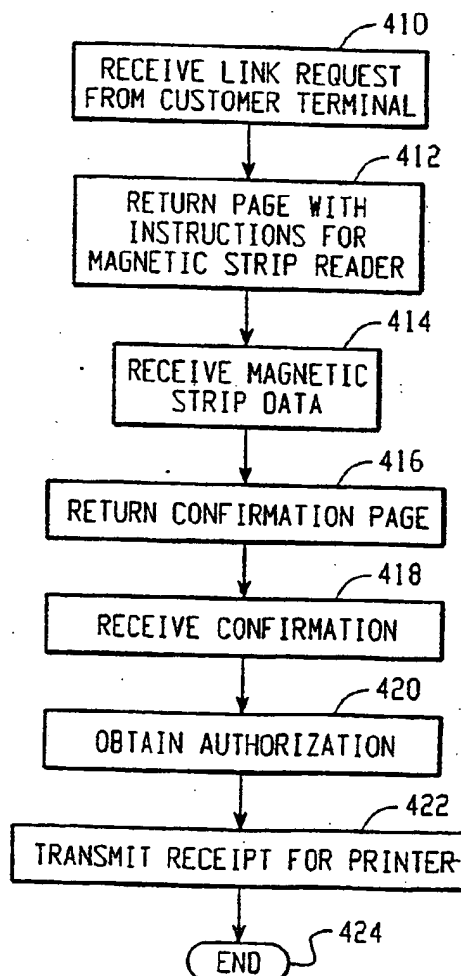 410
RECEIVE LINK REQUEST
FROM CUSTOMER TERMINAL
412
RETURN PAGE WITH
INSTRUCTIONS FOR
MAGNETIC STRIP READER
414
RECEIVE MAGNETIC
STRIP DATA
416
RETURN CONFIRMATION PAGE
418
RECEIVE CONFIRMATION
420
OBTAIN AUTHORIZATION
422
TRANSMIT RECEIPT FOR PRINTER
424
END